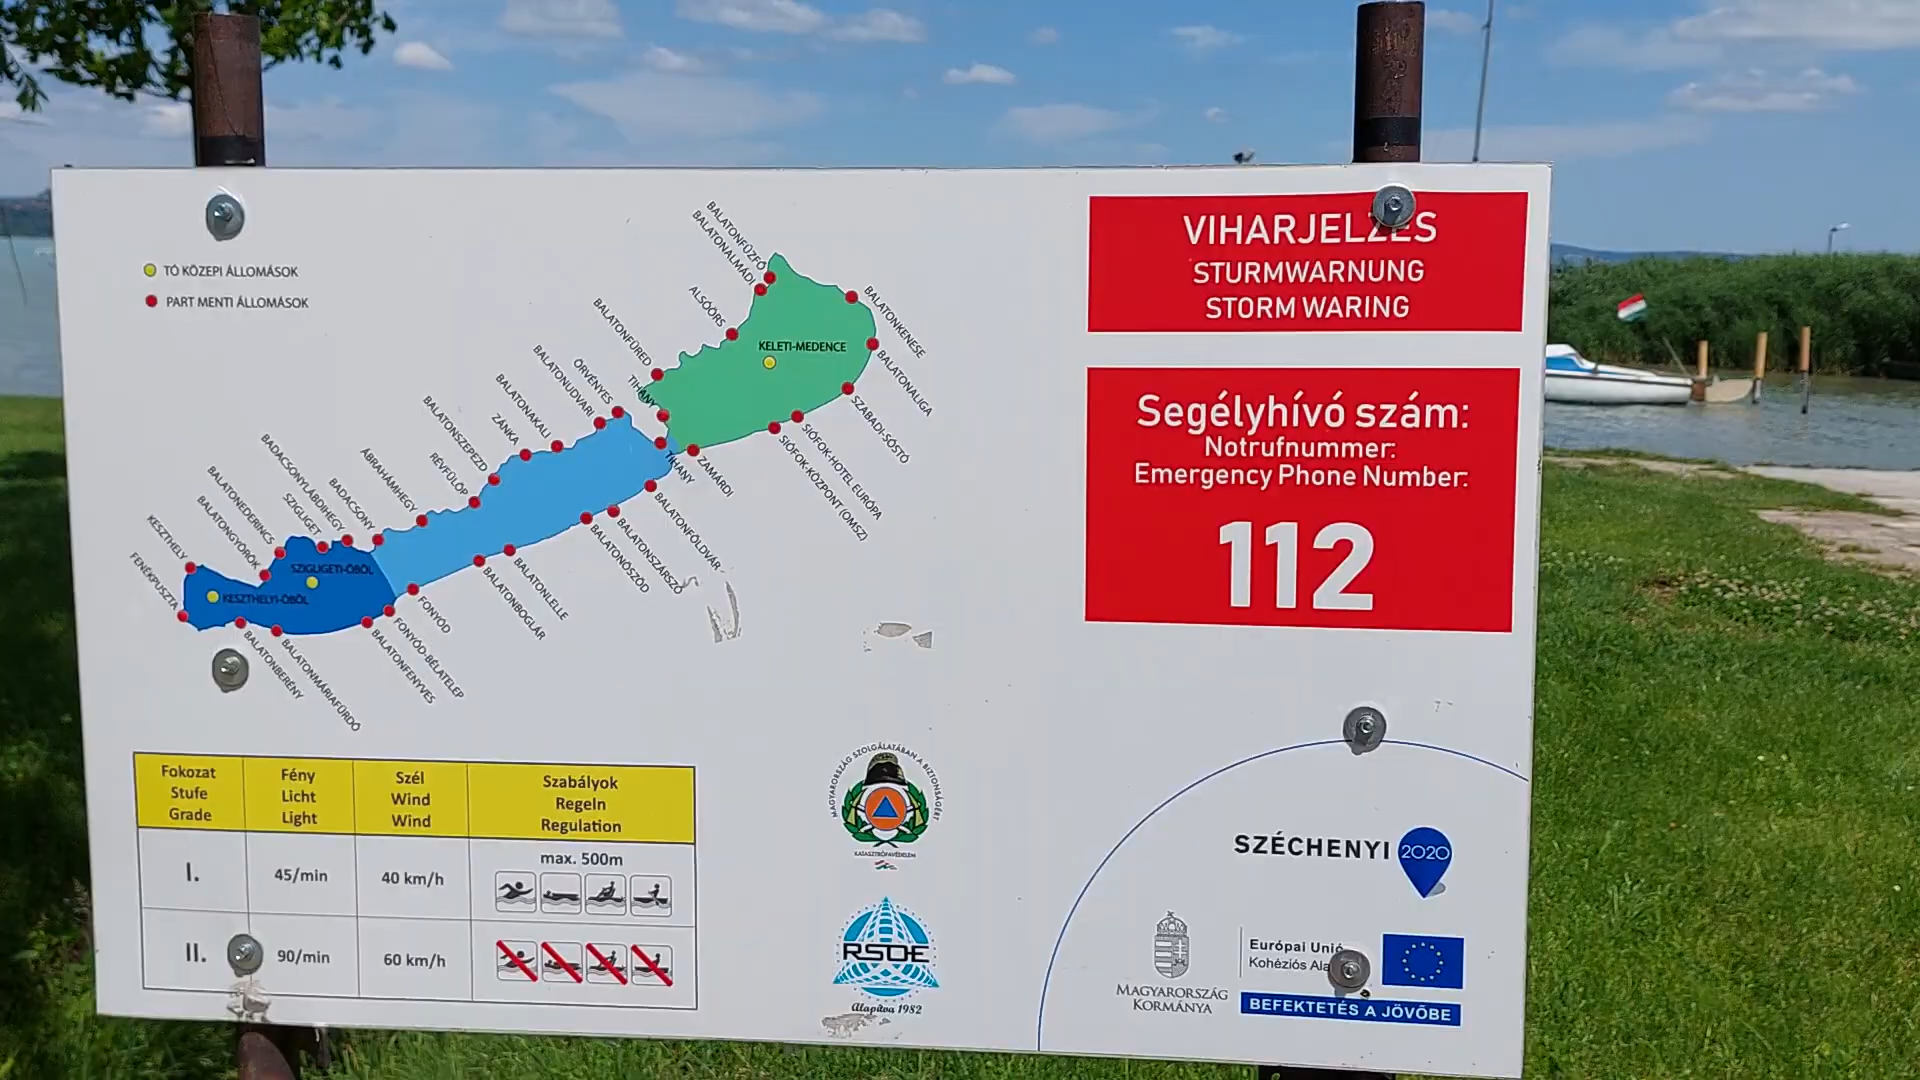 VIHARJELZÉS
STURMWARNUNG
STORM WARING
Segélyhívó szám:
Notrufnummer:
Emergency Phone Number:
112
TÓ KÖZEPI ÁLLOMÁSOK
PART MENTI ÁLLOMÁSOK
BALATONFŰZFŐ
BALATONALMÁDI
ALSÓÖRS
BALATONFÜRED
TIHANY
ÖRVÉNYES
BALATONUDVARI
BALATONAKALI
ZÁNKA
BALATONSZEPEZD
RÉVFÜLÖP
ÁBRAHÁMHEGY
BADACSONY
BADACSONYLÁBDIHEGY
SZIGLIGET
BALATONEDERICS
BALATONGYÖRÖK
KESZTHELY
FENÉKPUSZTA
KELETI-MEDENCE
SZIGLIGETI-ÖBÖL
KESZTHELYI-ÖBÖL
BALATONKENESE
BALATONALIGA
SZABADI-SÓSTÓ
SIÓFOK-HOTEL EURÓPA
SIÓFOK-KÖZPONT (OMSZ)
ZAMÁRDI
TIHANY
BALATONFÖLDVÁR
BALATONSZÁRSZÓ
BALATONŐSZÖD
BALATONLELLE
BALATONBOGLÁR
FONYÓD
FONYÓD-BÉLATELEP
BALATONFENYVES
BALATONMÁRIAFÜRDŐ
BALATONBERÉNY
Fokozat Fény Szél Szabályok
Stufe Licht Wind Regeln
Grade Light Wind Regulation
I. 45/min 40 km/h max. 500m
II. 90/min 60 km/h
MAGYARORSZÁG SZOLGÁLATÁBAN A BIZTONSÁGÉRT
KATASZTRÓFAVÉDELEM
RSOE
Alapítva 1982
SZÉCHENYI 2020
MAGYARORSZÁG
KORMÁNYA
Európai Unió
Kohéziós
BEFEKTETÉS A JÖVŐBE